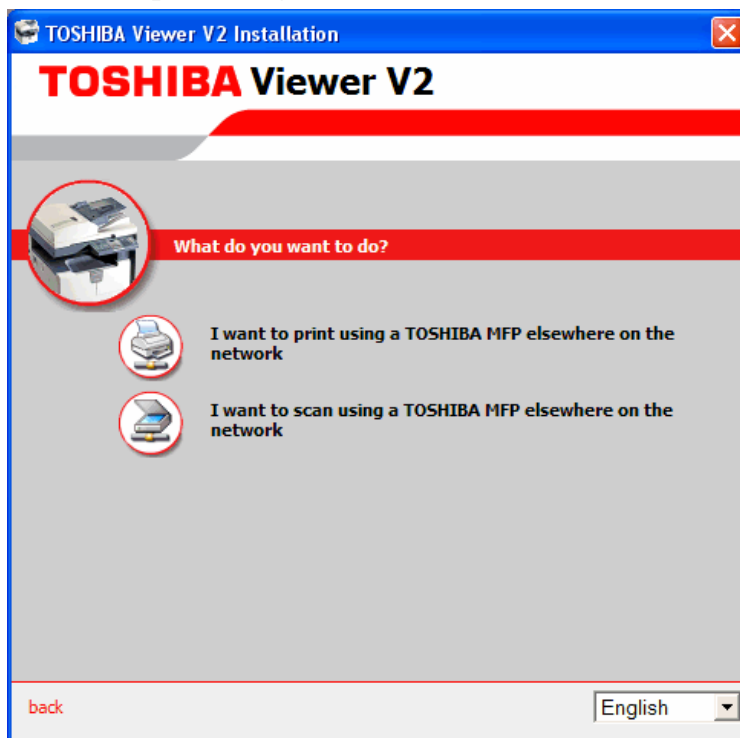 TOSHIBA Viewer V2 Installation
TOSHIBA Viewer V2
What do you want to do?
I want to print using a TOSHIBA MFP elsewhere on the
network
I want to scan using a TOSHIBA MFP elsewhere on the
network
back
English